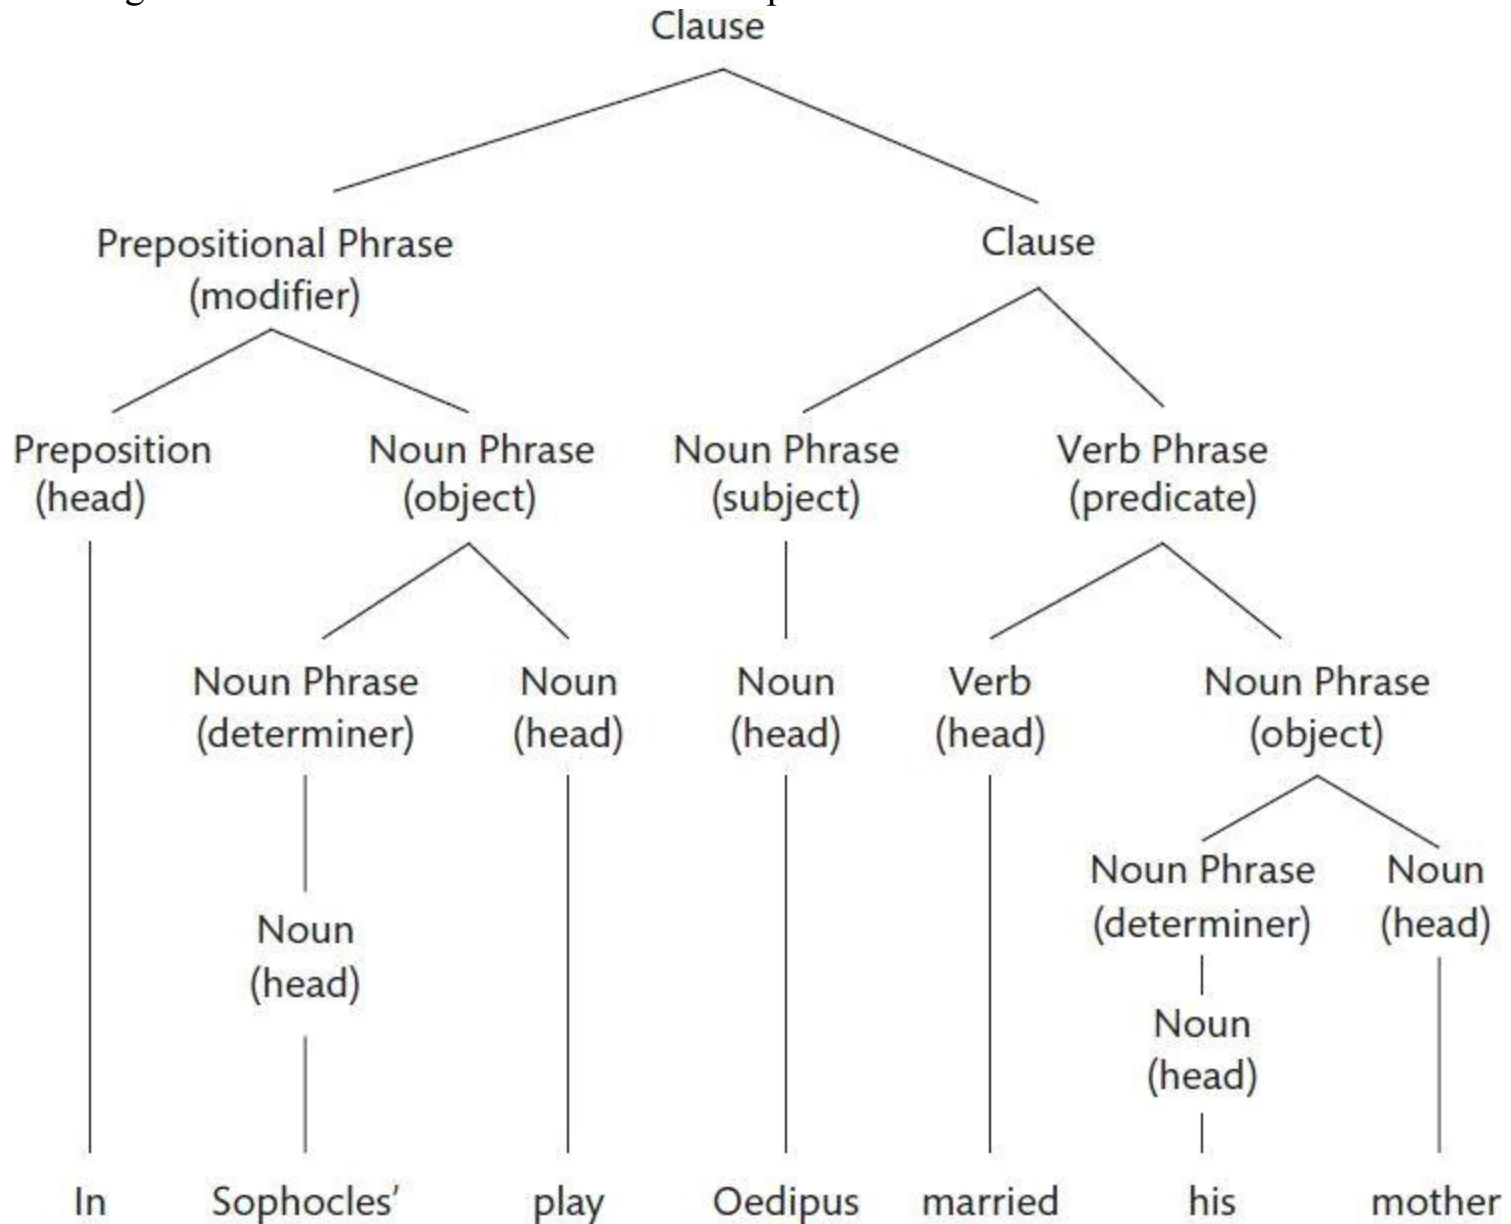 Clause
Prepositional Phrase Clause
(modifier)
Preposition Noun Phrase Noun Phrase Verb Phrase
(head) (object) (subject) (predicate)
Noun Phrase Noun Noun Verb Noun Phrase
(determiner) (head) (head) (head) (object)
Noun Phrase Noun
(determiner) (head)
Noun
(head)
Noun
(head)
In Sophocles’ play Oedipus married his mother